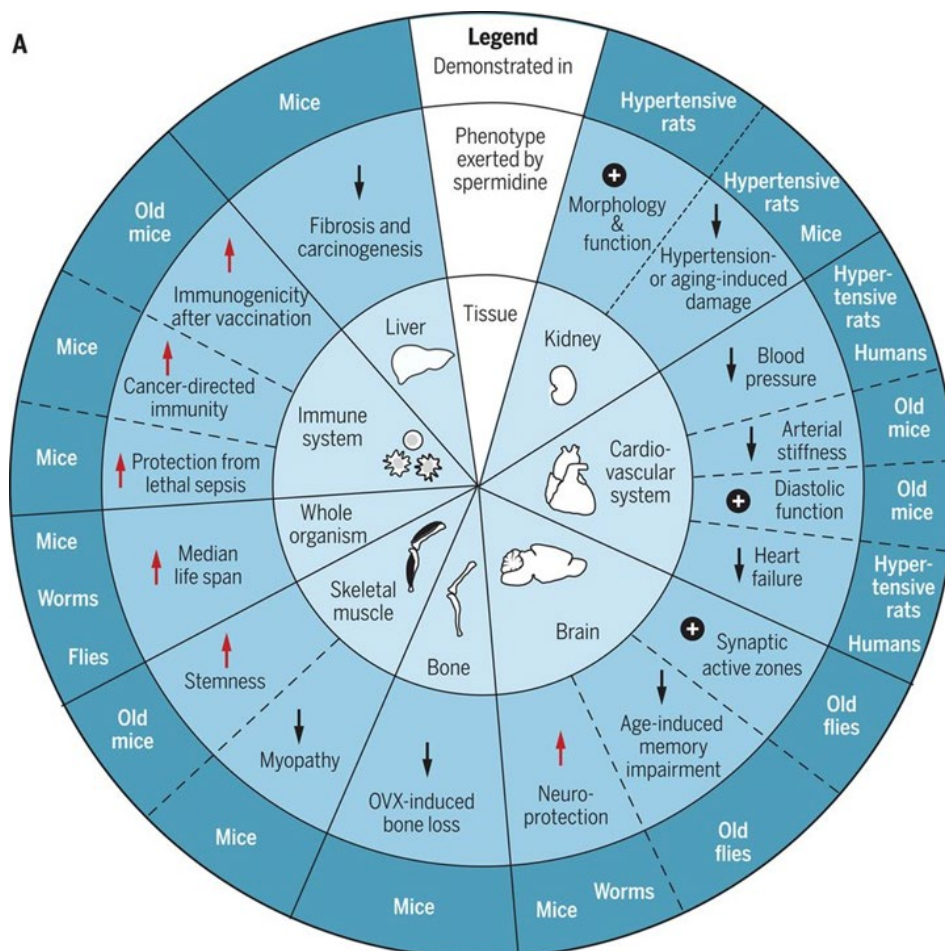 A
Legend
Demonstrated in
Phenotype
exerted by
spermidine
Tissue
Hypertensive
rats
+
Morphology
&
function
Hypertensive
rats
Mice
Hypertension-
or aging-induced
damage
Kidney
Hyper-
tensive
rats
Humans
Blood
pressure
Old
mice
Arterial
stiffness
Cardio-
vascular
system
Old
mice
+
Diastolic
function
Hyper-
tensive
rats
Humans
Heart
failure
Old
flies
+
Synaptic
active zones
Brain
Old
flies
Age-induced
memory
impairment
Mice
Worms
Neuro-
protection
Mice
OVX-induced
bone loss
Bone
Mice
Myopathy
Skeletal
muscle
Old
mice
Stemness
Mice
Worms
Flies
Median
life span
Whole
organism
Mice
Protection from
lethal sepsis
Mice
Cancer-directed
immunity
Immune
system
Old
mice
Immunogenicity
after vaccination
Mice
Fibrosis and
carcinogenesis
Liver